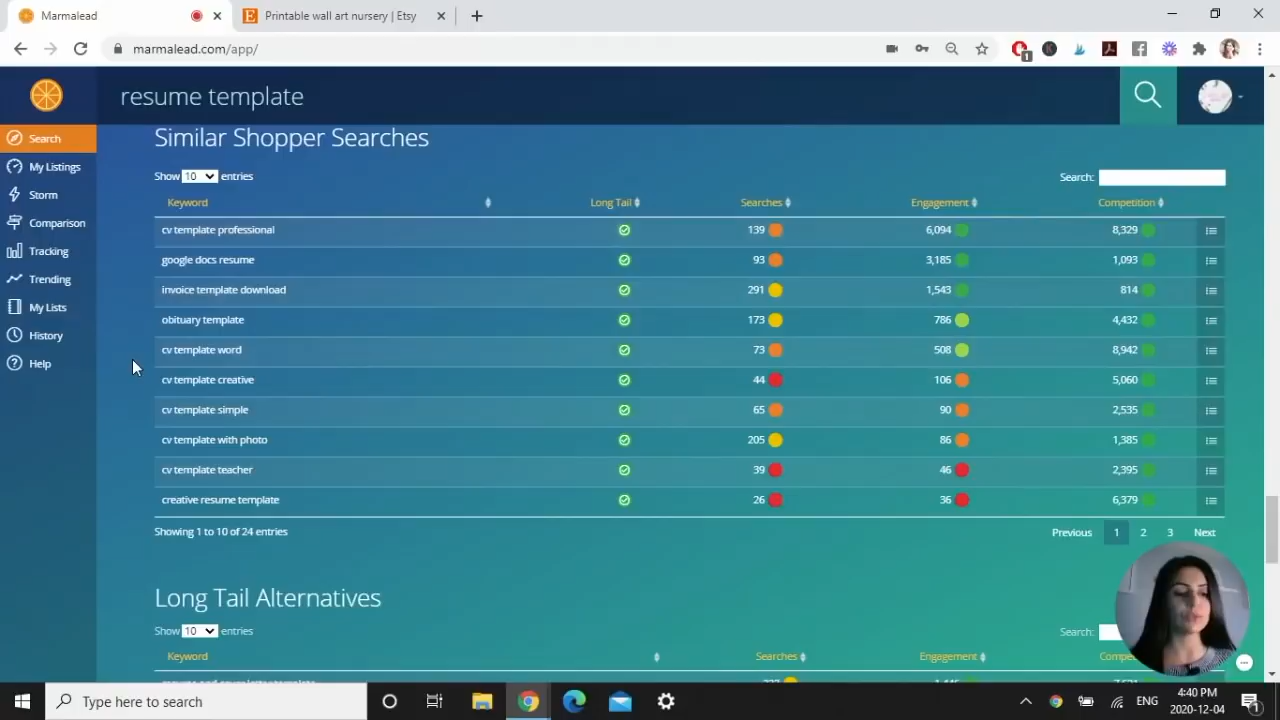 Marmalead
Printable wall art nursery | Etsy
marmalead.com/app/
1
resume template
Search
My Listings
Storm
Comparison
Tracking
Trending
My Lists
History
Help
Similar Shopper Searches
Show 10 entries
Search:
Keyword Long Tail Searches Engagement Competition
cv template professional 139 6,094 8,329
google docs resume 93 3,185 1,093
invoice template download 291 1,543 814
obituary template 173 786 4,432
cv template word 73 508 8,942
cv template creative 44 106 5,060
cv template simple 65 90 2,535
cv template with photo 205 86 1,385
cv template teacher 39 46 2,395
creative resume template 26 36 6,379
Showing 1 to 10 of 24 entries
Previous 1 2 3 Next
Long Tail Alternatives
Show 10 entries
Search:
Keyword Searches Engagement
Type here to search
ENG
4:40 PM
2020-12-04
1